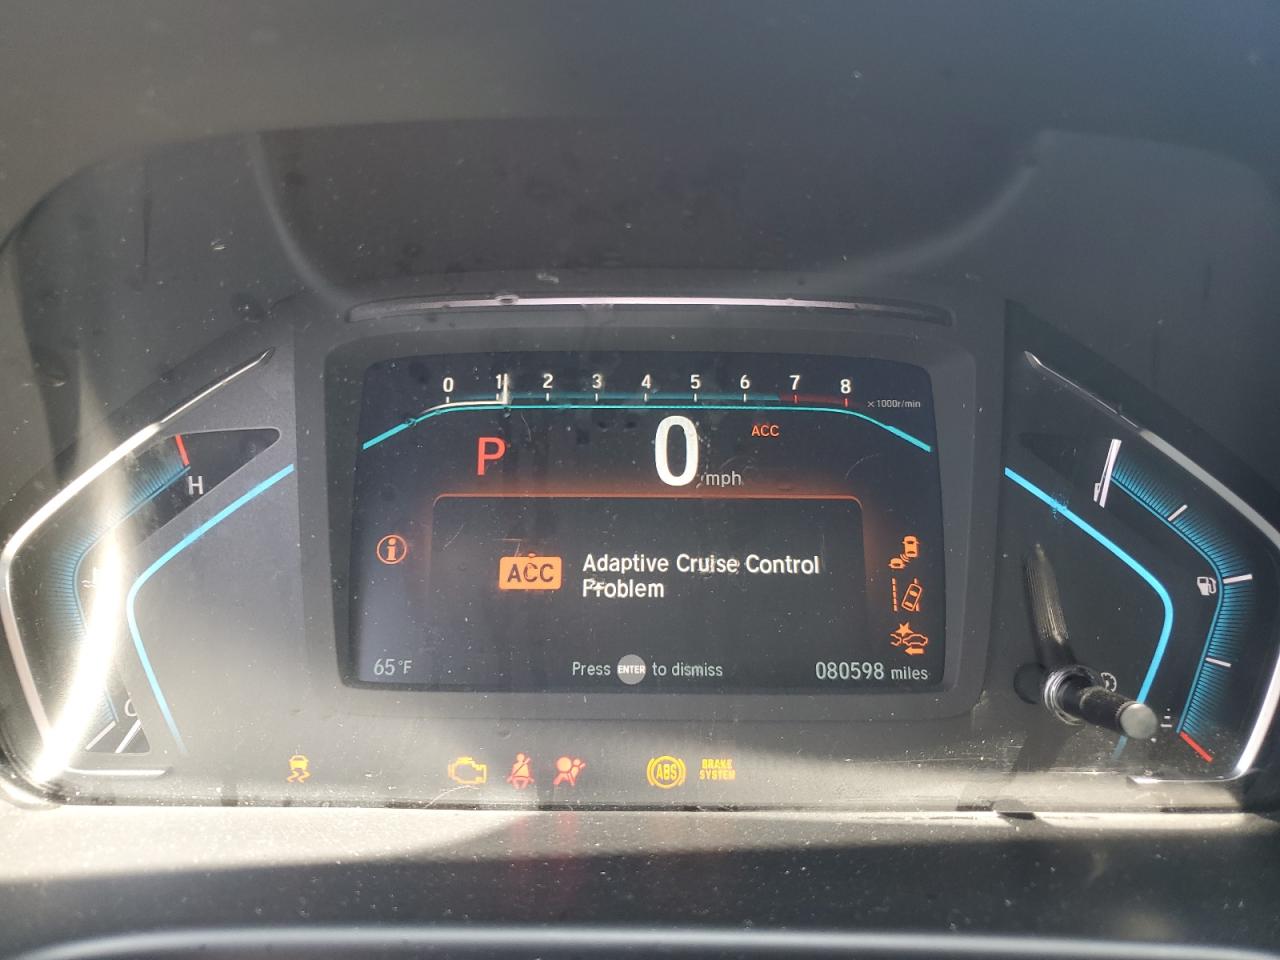 0 1 2 3 4 5 6 7 8
×1000r/min
P 0 mph ACC
H
ACC Adaptive Cruise Control
Problem
65°F Press ENTER to dismiss 080598 miles
C
ABS BRAKE
SYSTEM